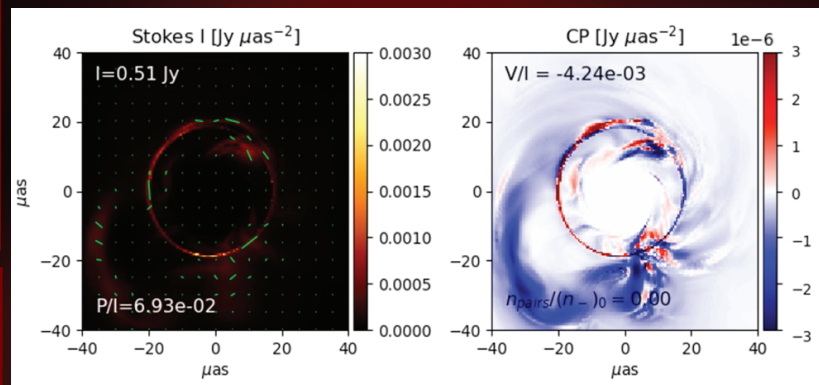 Stokes I [Jy μas⁻²]
I=0.51 Jy
P/I=6.93e-02
40
20
0
−20
−40
μas
−40 −20 0 20 40
μas
0.0030
0.0025
0.0020
0.0015
0.0010
0.0005
0.0000
CP [Jy μas⁻²]
1e−6
V/I = -4.24e-03
n_pairs/(n₋)₀ = 0.00
40
20
0
−20
−40
−40 −20 0 20 40
μas
3
2
1
0
−1
−2
−3